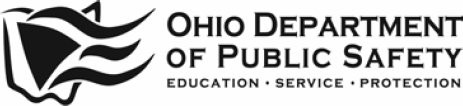 OHIO DEPARTMENT
OF PUBLIC SAFETY
EDUCATION · SERVICE · PROTECTION